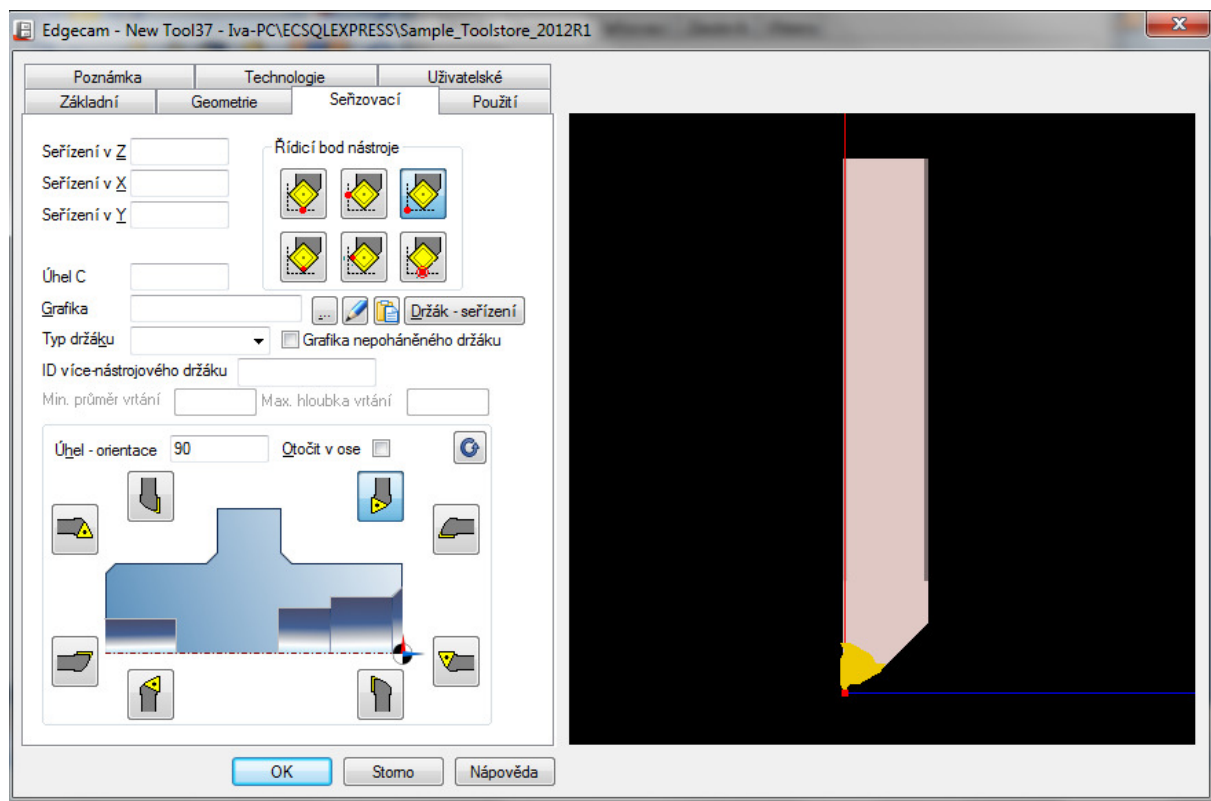 Edgecam - New Tool37 - Iva-PC\ECSQLEXPRESS\Sample_Toolstore_2012R1
Poznámka Technologie Uživatelské
Základní Geometrie Seřizovací Použití
Seřízení v Z
Řídicí bod nástroje
Seřízení v X
Seřízení v Y
Úhel C
Grafika ... Držák - seřízení
Typ držáku Grafika nepoháněného držáku
ID více-nástrojového držáku
Min. průměr vrtání Max. hloubka vrtání
Úhel - orientace 90 Otočit v ose
OK Storno Nápověda